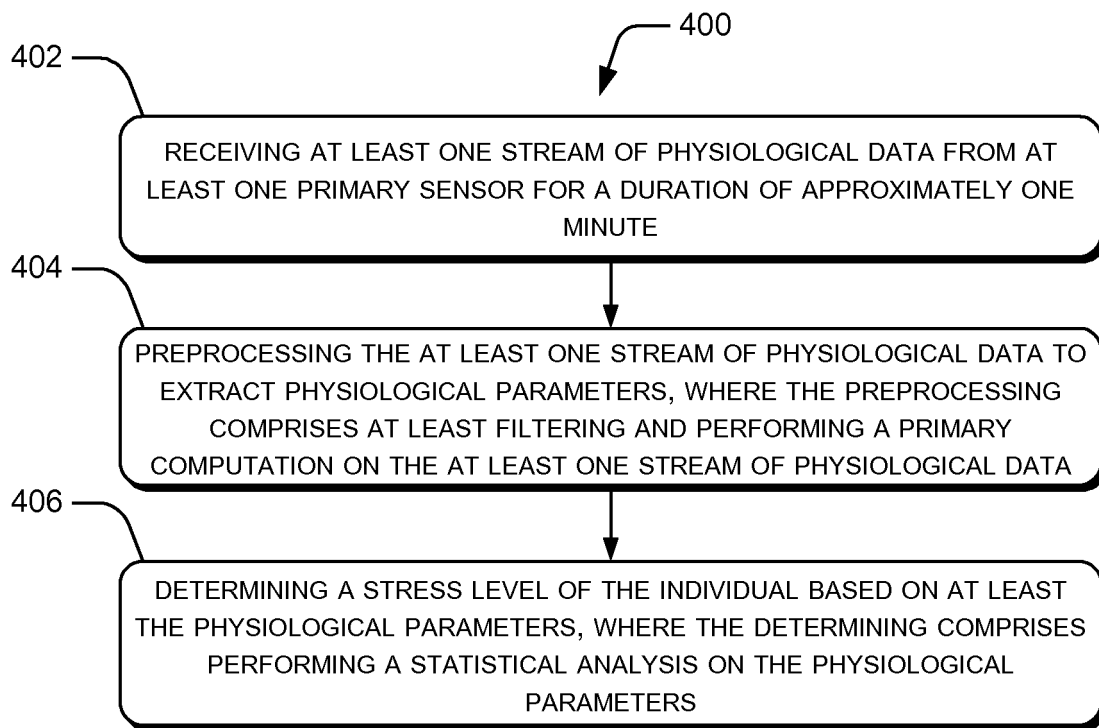 400
402
RECEIVING AT LEAST ONE STREAM OF PHYSIOLOGICAL DATA FROM AT
LEAST ONE PRIMARY SENSOR FOR A DURATION OF APPROXIMATELY ONE
MINUTE
404
PREPROCESSING THE AT LEAST ONE STREAM OF PHYSIOLOGICAL DATA TO
EXTRACT PHYSIOLOGICAL PARAMETERS, WHERE THE PREPROCESSING
COMPRISES AT LEAST FILTERING AND PERFORMING A PRIMARY
COMPUTATION ON THE AT LEAST ONE STREAM OF PHYSIOLOGICAL DATA
406
DETERMINING A STRESS LEVEL OF THE INDIVIDUAL BASED ON AT LEAST
THE PHYSIOLOGICAL PARAMETERS, WHERE THE DETERMINING COMPRISES
PERFORMING A STATISTICAL ANALYSIS ON THE PHYSIOLOGICAL
PARAMETERS